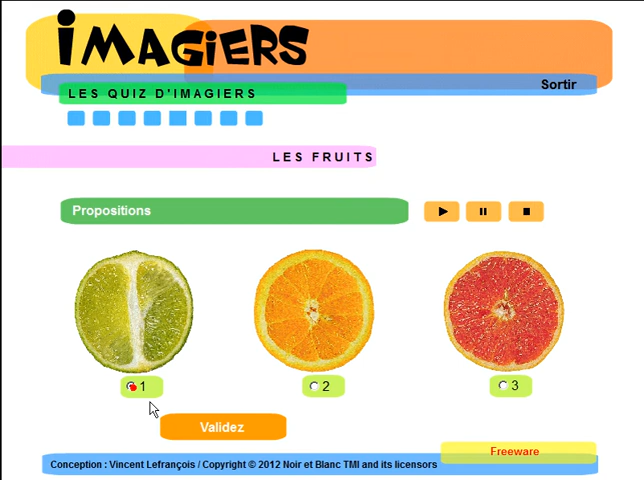 iMAGiERS
Sortir
LES QUIZ D'IMAGIERS
LES FRUITS
Propositions
1
2
3
Validez
Freeware
Conception : Vincent Lefrançois / Copyright © 2012 Noir et Blanc TMI and its licensors